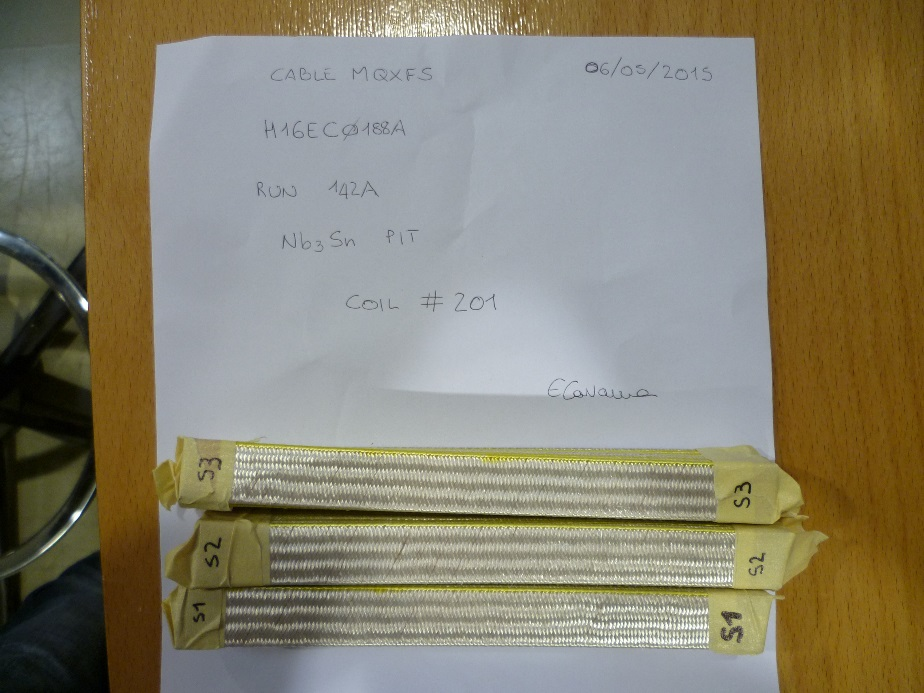 CABLE MQXFS 06/05/2015
H16ECØ188A
RUN 142A
Nb3Sn PIT
COIL # 201
S3 S3
S2 S2
S1 S1